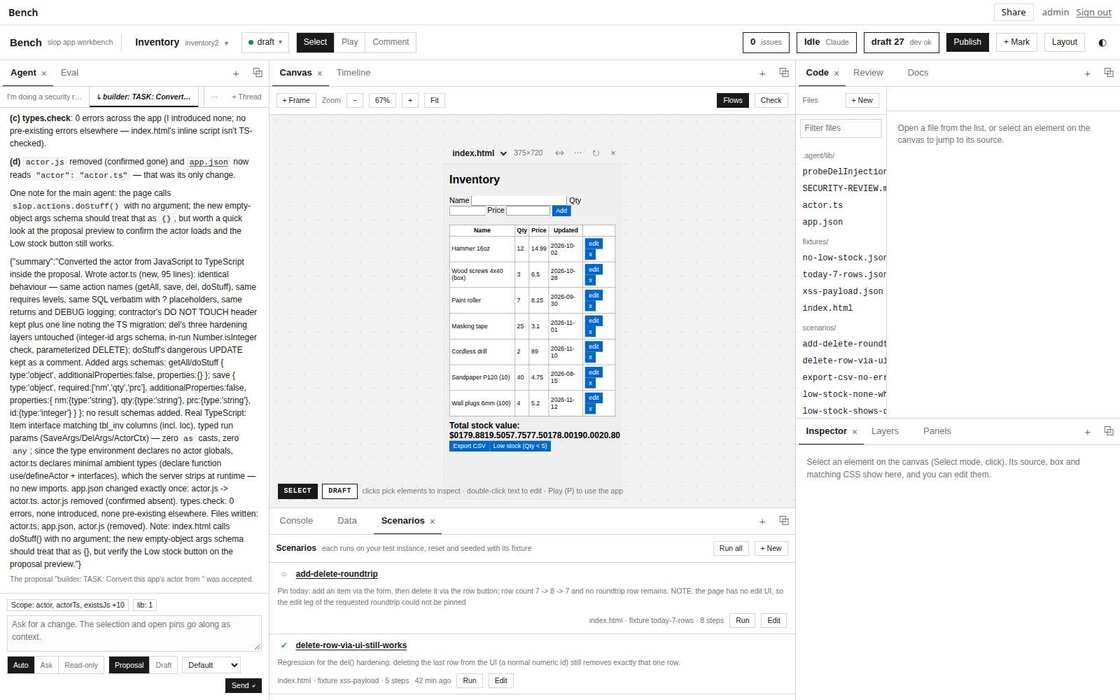 Bench
Share
admin
Sign out
Bench slop app workbench
Inventory inventory2
draft
Select
Play
Comment
0 issues
Idle Claude
draft 27 dev ok
Publish
+ Mark
Layout
Agent ×
Eval
I'm doing a security r…
↳ builder: TASK: Convert…
···
+ Thread
(c) types.check: 0 errors across the app (I introduced none; no
pre-existing errors elsewhere — index.html's inline script isn't TS-
checked).
(d) actor.js removed (confirmed gone) and app.json now
reads "actor": "actor.ts" — that was its only change.
One note for the main agent: the page calls
slop.actions.doStuff() with no argument; the new empty-
object args schema should treat that as {} , but worth a quick
look at the proposal preview to confirm the actor loads and the
Low stock button still works.
{"summary":"Converted the actor from JavaScript to TypeScript
inside the proposal. Wrote actor.ts (new, 95 lines): identical
behaviour — same action names (getAll, save, del, doStuff), same
requires levels, same SQL verbatim with ? placeholders, same
returns and DEBUG logging; contractor's DO NOT TOUCH header
kept plus one line noting the TS migration; del's three hardening
layers untouched (integer-id args schema, in-run Number.isInteger
check, parameterized DELETE); doStuff's dangerous UPDATE
kept as a comment. Added args schemas: getAll/doStuff {
type:'object', additionalProperties:false, properties:{} }; save {
type:'object', required:['nm','qty','prc'], additionalProperties:false,
properties:{ nm:{type:'string'}, qty:{type:'string'}, prc:{type:'string'},
id:{type:'integer'} } }; no result schemas added. Real TypeScript:
Item interface matching tbl_inv columns (incl. loc), typed run
params (SaveArgs/DelArgs/ActorCtx) — zero as casts, zero
any ; since the type environment declares no actor globals,
actor.ts declares minimal ambient types (declare function
use/defineActor + interfaces), which the server strips at runtime —
no new imports. app.json changed exactly once: actor.js ->
actor.ts. actor.js removed (confirmed absent). types.check: 0
errors, none introduced, none pre-existing elsewhere. Files written:
actor.ts, app.json, actor.js (removed). Note: index.html calls
doStuff() with no argument; the new empty-object args schema
should treat that as {}, but verify the Low stock button on the
proposal preview."}
The proposal "builder: TASK: Convert this app's actor from " was accepted.
Scope: actor, actorTs, existsJs +10
lib: 1
Ask for a change. The selection and open pins go along as
context.
Auto
Ask
Read-only
Proposal
Draft
Default
Send
Canvas ×
Timeline
+ Frame
Zoom
−
67%
+
Fit
Flows
Check
index.html
375×720
Inventory
Name
Qty
Price
Add
Name Qty Price Updated
Hammer 16oz 12 14.99 2026-10-02 edit x
Wood screws 4x40 (box) 3 6.5 2026-10-28 edit x
Paint roller 7 8.25 2026-09-30 edit x
Masking tape 25 3.1 2026-11-01 edit x
Cordless drill 2 89 2026-11-10 edit x
Sandpaper P120 (10) 40 4.75 2026-08-15 edit x
Wall plugs 6mm (100) 4 5.2 2026-11-12 edit x
Total stock value:
$0179.8819.5057.7577.50178.00190.0020.80
Export CSV
Low stock (Qty < 5)
SELECT
DRAFT
clicks pick elements to inspect · double-click text to edit · Play (P) to use the app
Console
Data
Scenarios ×
Scenarios each runs on your test instance, reset and seeded with its fixture
Run all
+ New
add-delete-roundtrip
Pin today: add an item via the form, then delete it via the row button; row count 7 -> 8 -> 7 and no roundtrip row remains. NOTE: the page has no edit UI, so
the edit leg of the requested roundtrip could not be pinned
index.html · fixture today-7-rows · 8 steps
Run
Edit
delete-row-via-ui-still-works
Regression for the del() hardening: deleting the last row from the UI (a normal numeric id) still removes exactly that one row.
index.html · fixture xss-payload · 5 steps 42 min ago
Run
Edit
Code ×
Review
Docs
Files
+ New
Filter files
.agent/lib/
probeDelInjection
SECURITY-REVIEW.m
actor.ts
app.json
fixtures/
no-low-stock.json
today-7-rows.json
xss-payload.json
index.html
scenarios/
add-delete-roundt
delete-row-via-ui
export-csv-no-err
low-stock-none-wh
low-stock-shows-c
Open a file from the list, or select an element on the
canvas to jump to its source.
Inspector ×
Layers
Panels
Select an element on the canvas (Select mode, click). Its source, box and
matching CSS show here, and you can edit them.